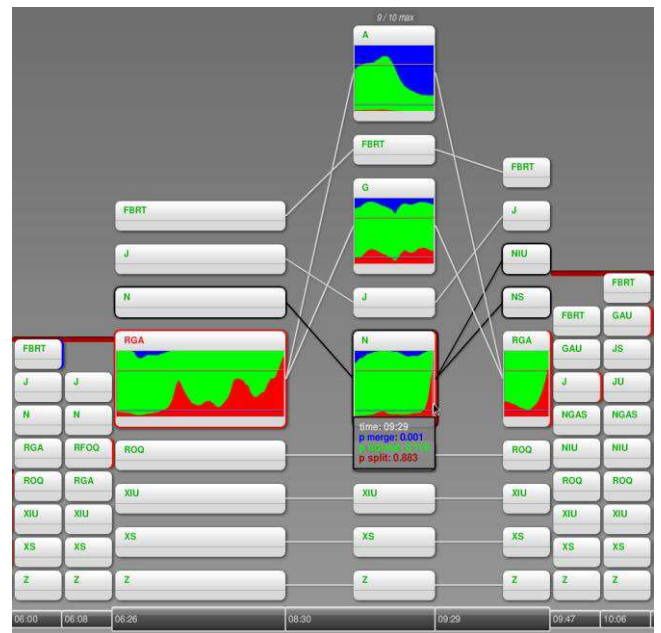 9 / 10 max
A
FBRT
G
FBRT
FBRT
J
J
NIU
N
J
NS
FBRT
RGA
N
RGA
FBRT
GAU
FBRT
GAU
JS
J
J
J
JU
N
N
NGAS
NGAS
time: 09:29
p merge: 0.001
p split: 0.883
RGA
RFOQ
ROQ
ROQ
NIU
NIU
ROQ
RGA
XIU
XIU
XIU
ROQ
ROQ
XIU
XIU
XS
XS
XS
XIU
XIU
XS
XS
XS
XS
Z
Z
Z
Z
Z
Z
Z
06:00 06:08 06:26 08:30 09:29 09:47 10:06